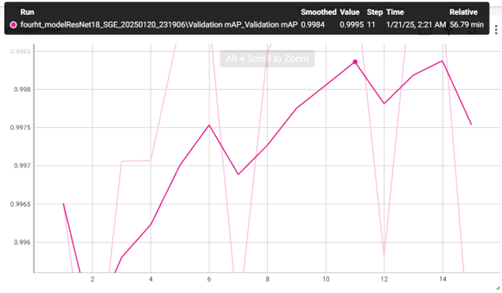 Run Smoothed Value Step Time Relative
fourht_modelResNet18_SGE_20250120_231906\Validation mAP_Validation mAP 0.9984 0.9995 11 1/21/25, 2:21 AM 56.79 min
0.9985
Alt + Scroll to Zoom
0.998
0.9975
0.997
0.9965
0.996
2 4 6 8 10 12 14